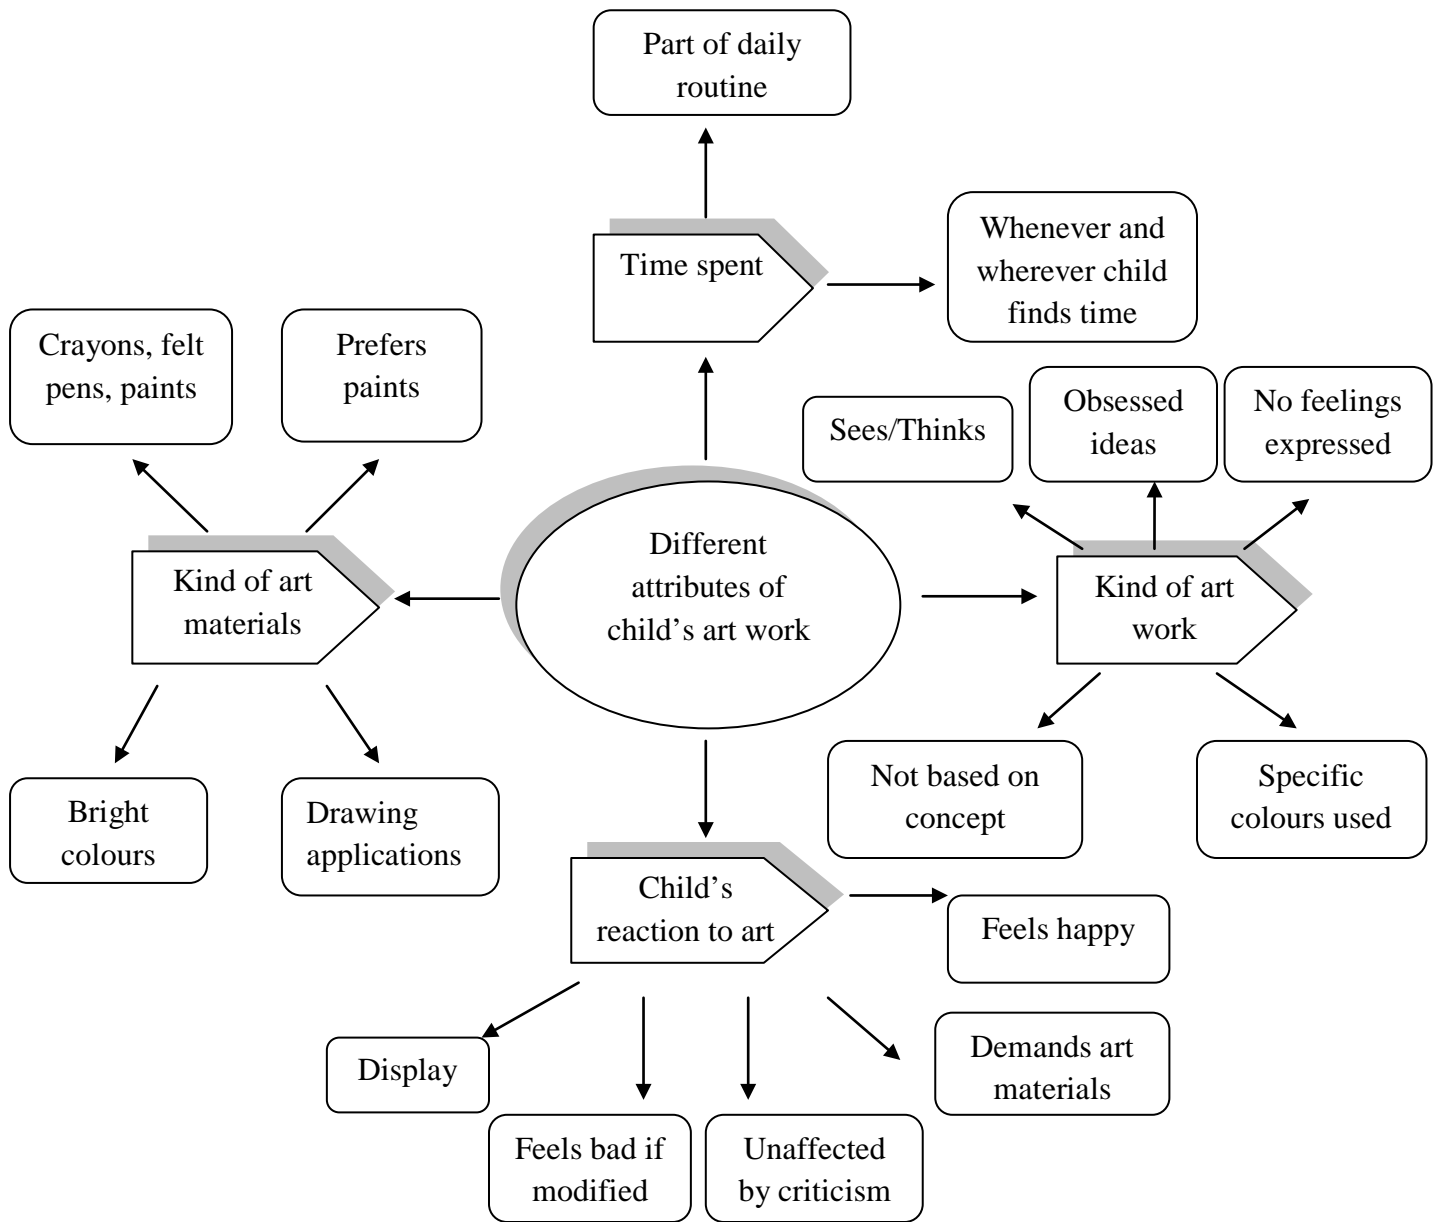 Part of daily
routine
Time spent
Whenever and
wherever child
finds time
Crayons, felt
pens, paints
Prefers
paints
Sees/Thinks
Obsessed
ideas
No feelings
expressed
Kind of art
materials
Different
attributes of
child’s art work
Kind of art
work
Bright
colours
Drawing
applications
Not based on
concept
Specific
colours used
Child’s
reaction to art
Feels happy
Display
Demands art
materials
Feels bad if
modified
Unaffected
by criticism